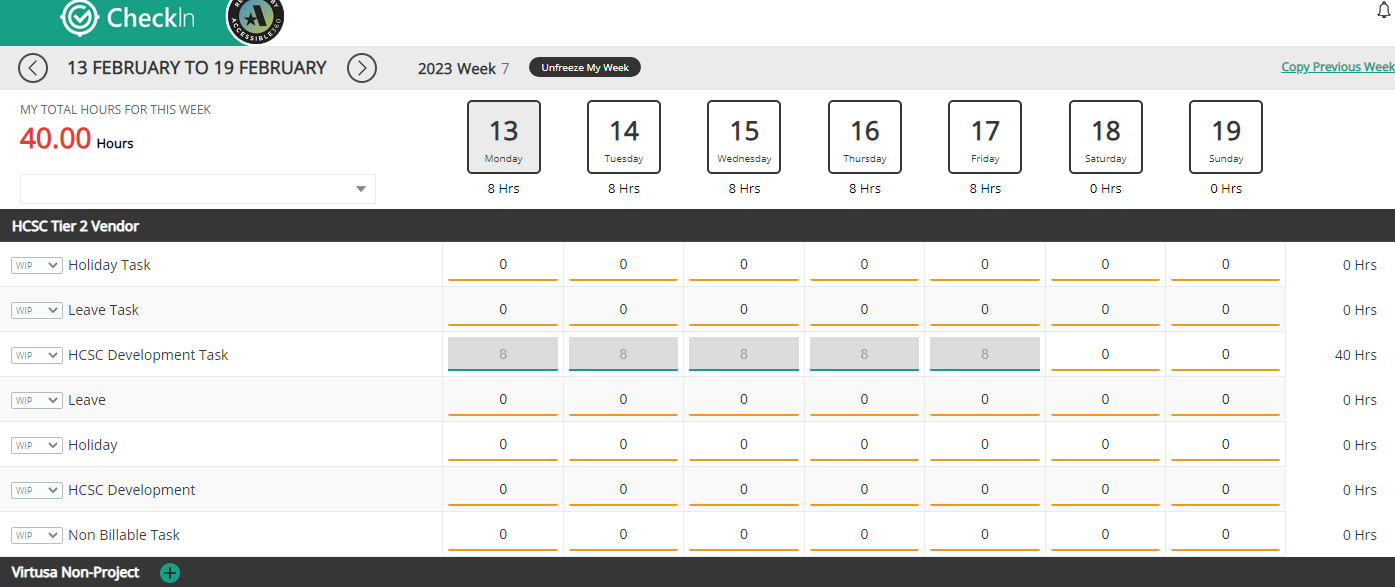 CheckIn
ACCESSIBLE360
13 FEBRUARY TO 19 FEBRUARY
2023 Week 7
Unfreeze My Week
Copy Previous Week
MY TOTAL HOURS FOR THIS WEEK
40.00 Hours
13 14 15 16 17 18 19
Monday Tuesday Wednesday Thursday Friday Saturday Sunday
8 Hrs 8 Hrs 8 Hrs 8 Hrs 8 Hrs 0 Hrs 0 Hrs
HCSC Tier 2 Vendor
WIP Holiday Task 0 0 0 0 0 0 0 0 Hrs
WIP Leave Task 0 0 0 0 0 0 0 0 Hrs
WIP HCSC Development Task 8 8 8 8 8 0 0 40 Hrs
WIP Leave 0 0 0 0 0 0 0 0 Hrs
WIP Holiday 0 0 0 0 0 0 0 0 Hrs
WIP HCSC Development 0 0 0 0 0 0 0 0 Hrs
WIP Non Billable Task 0 0 0 0 0 0 0 0 Hrs
Virtusa Non-Project